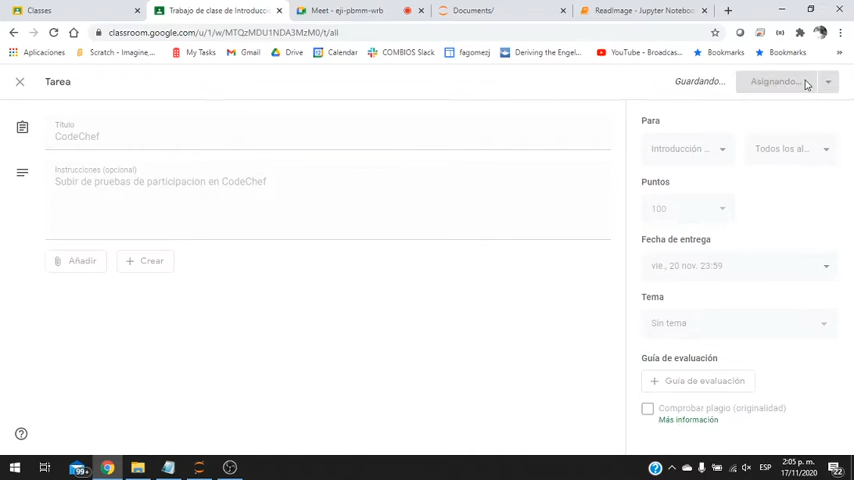 Classes
Trabajo de clase de Introducc
Meet - eji-pbmm-wrb
Documents/
ReadImage - Jupyter Notebo
classroom.google.com/u/1/w/MTQzMDU1NDA3MzM0/t/all
Aplicaciones
Scratch - Imagine,...
My Tasks
Gmail
Drive
Calendar
COMBIOS Slack
fagomezj
Deriving the Engel...
YouTube - Broadcas...
Bookmarks
Bookmarks
Tarea
Guardando...
Asignando...
Título
CodeChef
Instrucciones (opcional)
Subir de pruebas de participacion en CodeChef
Añadir
Crear
Para
Introducción ...
Todos los al...
Puntos
100
Fecha de entrega
vie., 20 nov. 23:59
Tema
Sin tema
Guía de evaluación
Guía de evaluación
Comprobar plagio (originalidad)
Más información
99+
ESP
2:05 p. m.
17/11/2020
22